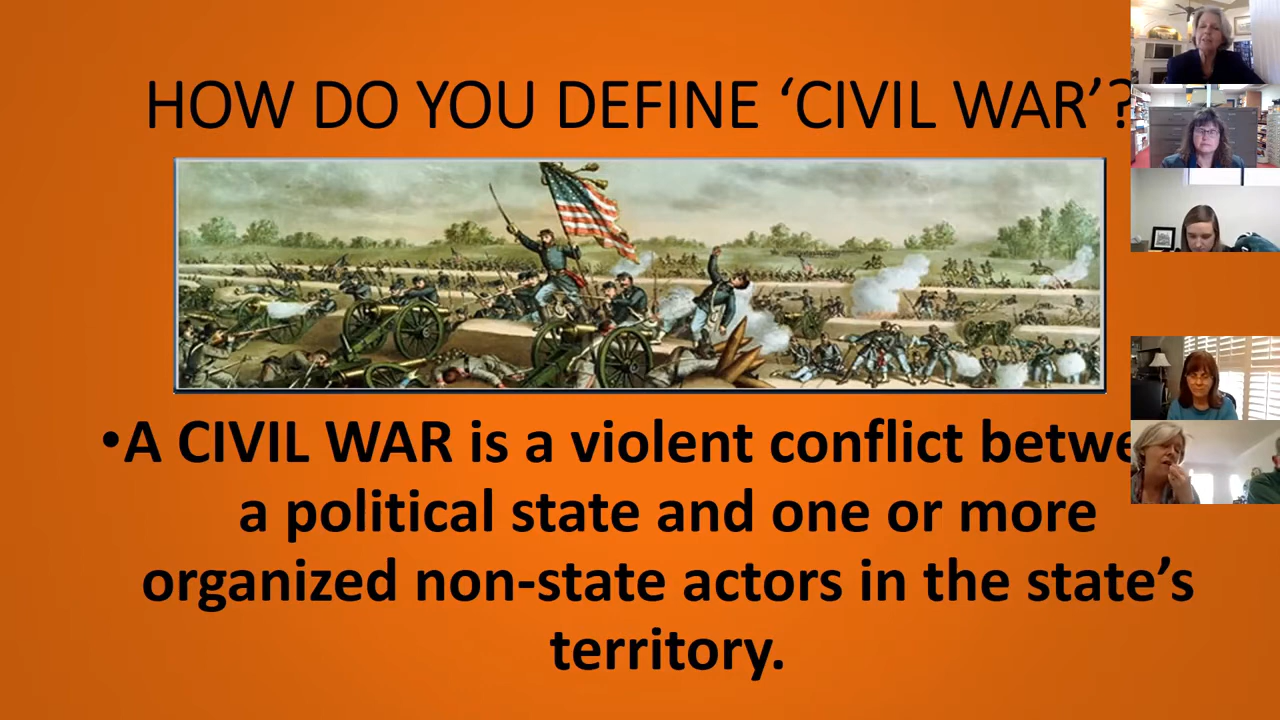 HOW DO YOU DEFINE ‘CIVIL WAR’?
•A CIVIL WAR is a violent conflict betwe
a political state and one or more
organized non-state actors in the state’s
territory.